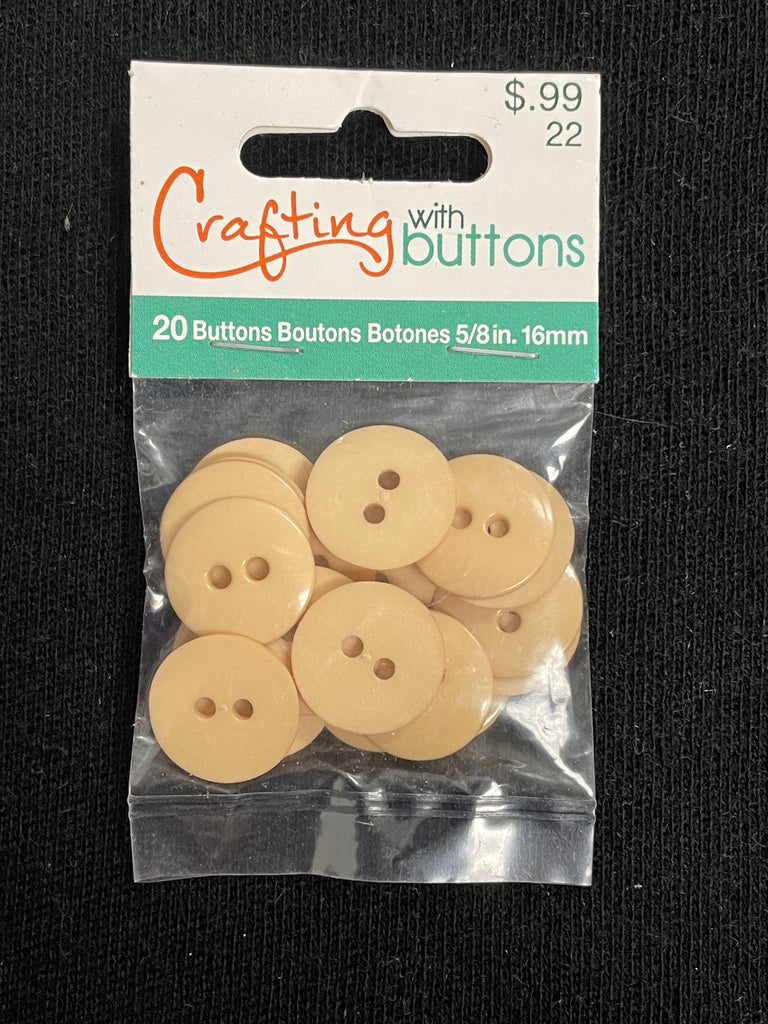 $.99
22
Crafting with buttons
20 Buttons Boutons Botones 5/8 in. 16mm